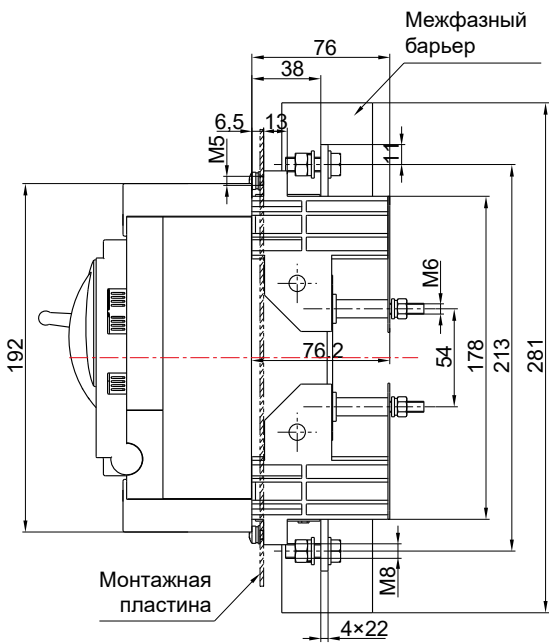 Межфазный
барьер
76
38
6.5
13
M5
11
M6
192
76.2
54
178
213
281
Монтажная
пластина
M8
4×22